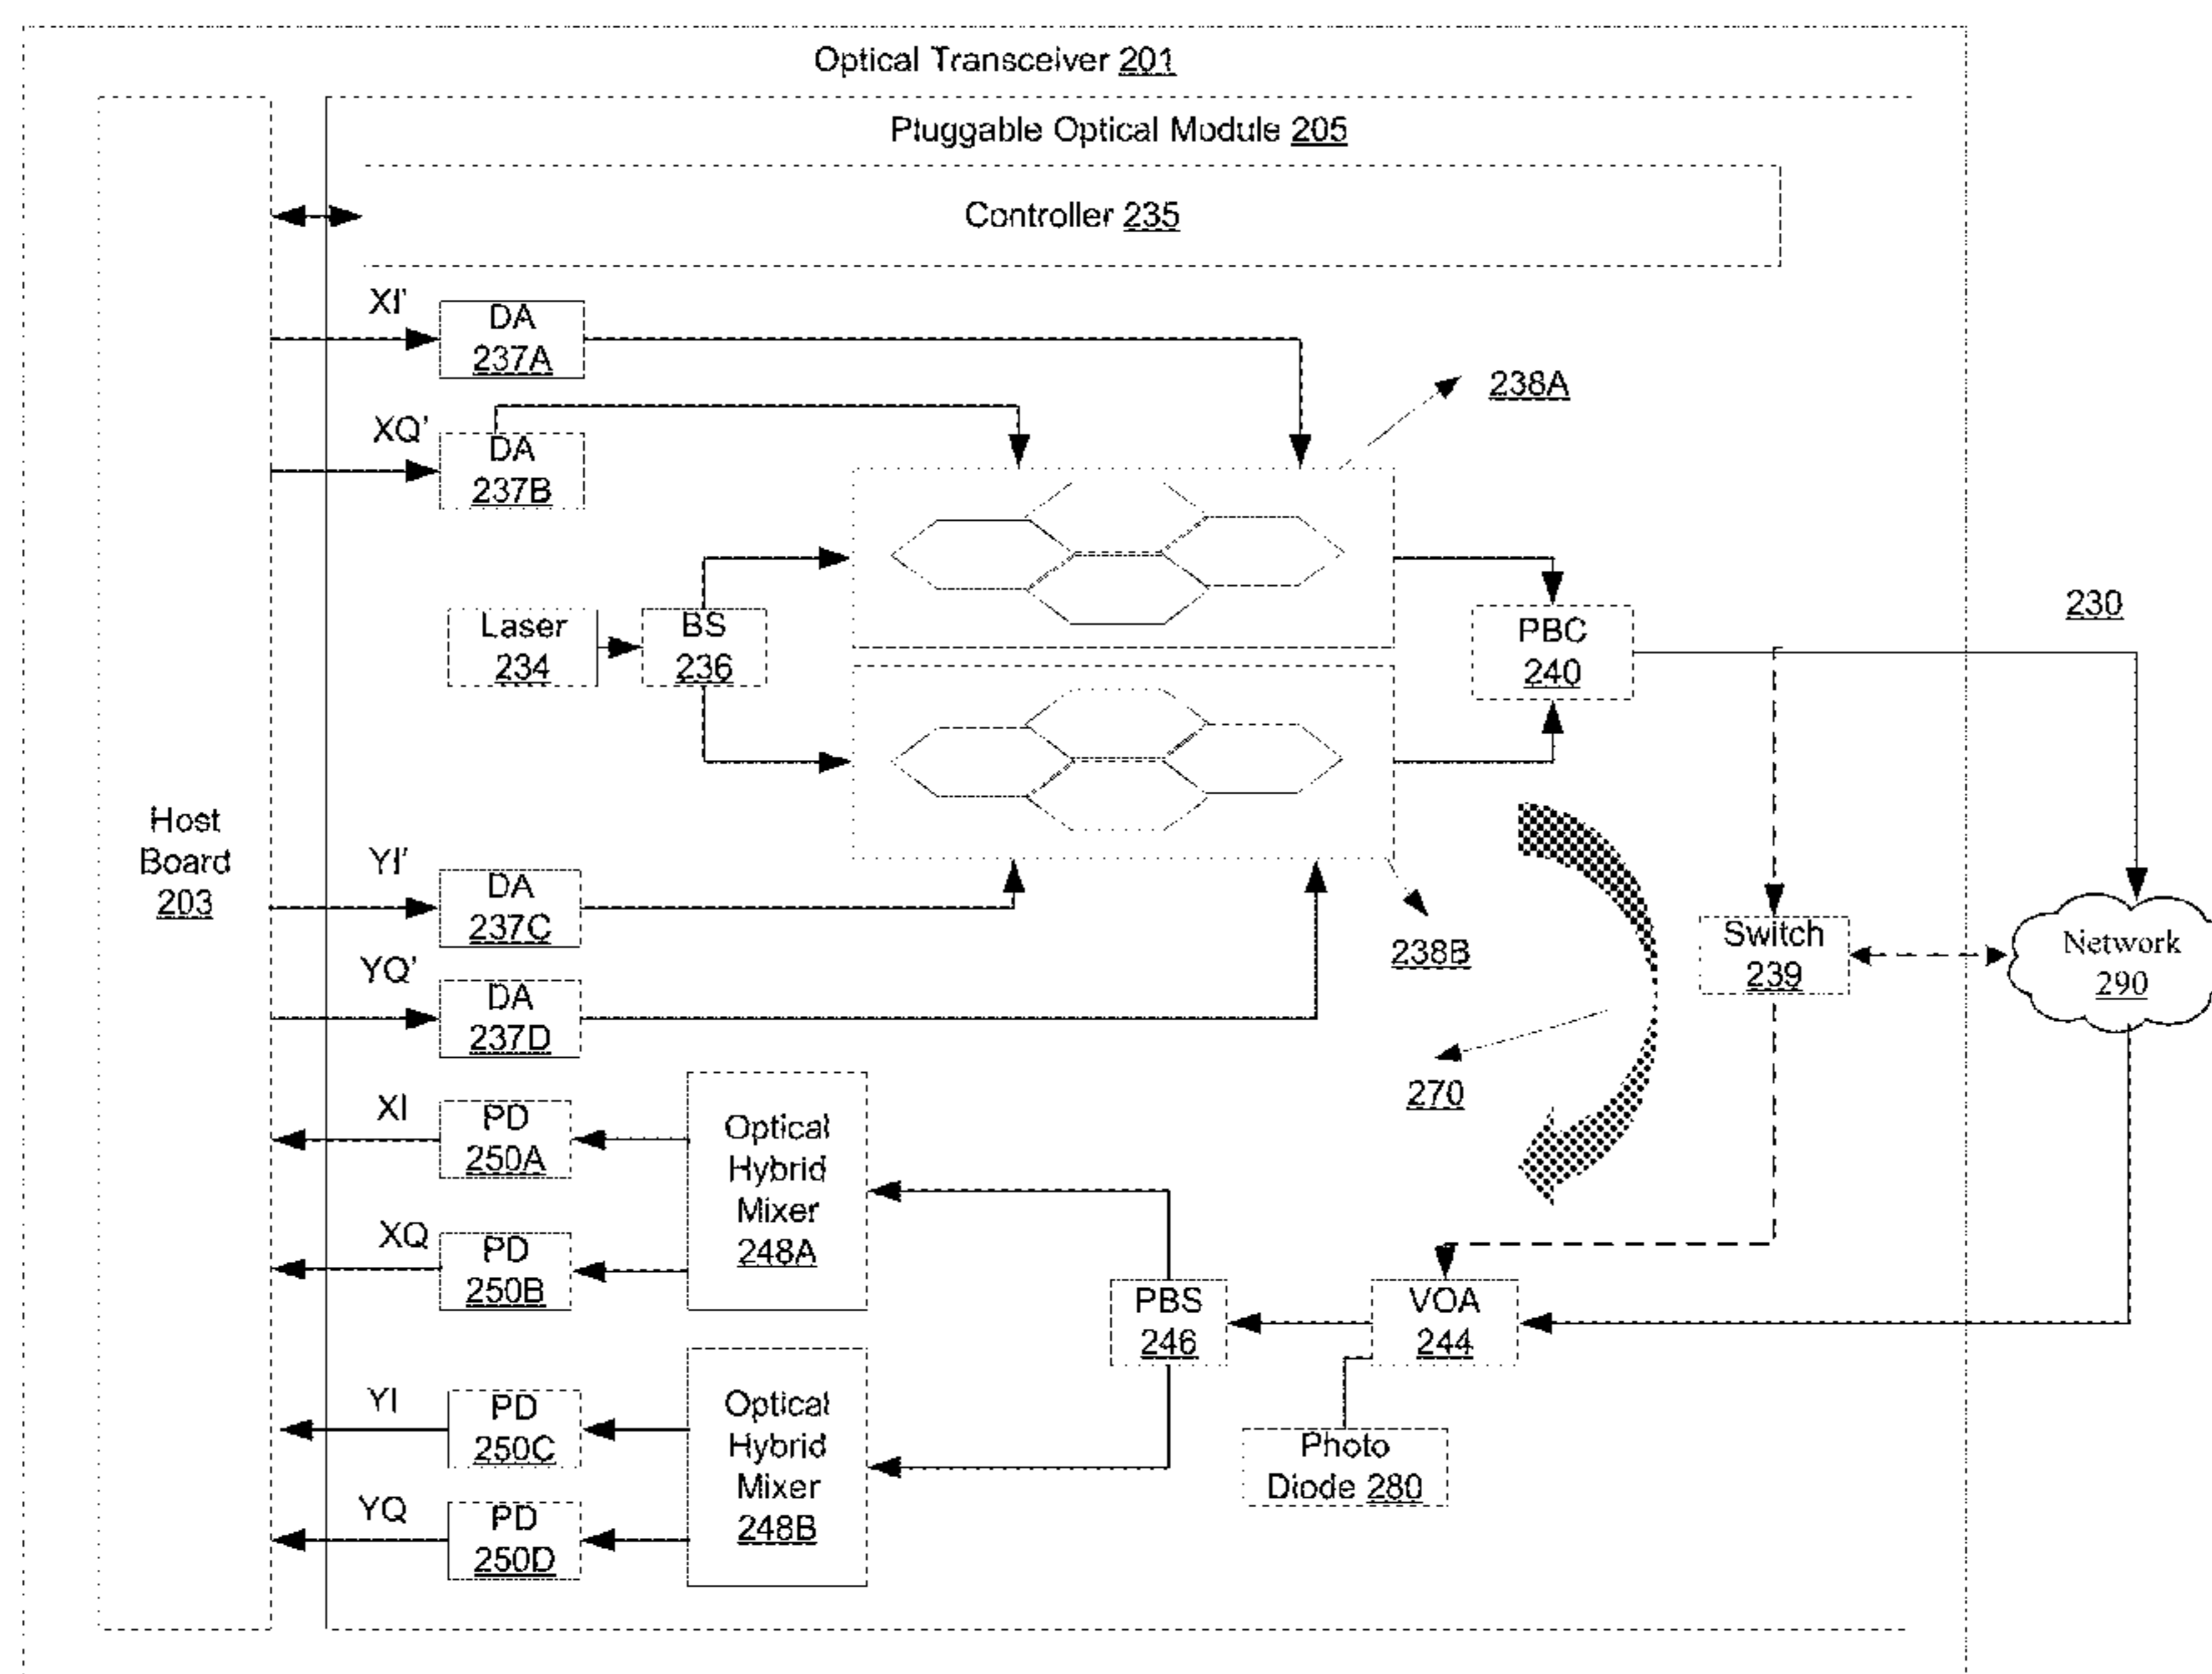 Optical Transceiver 201
Pluggable Optical Module 205
Controller 235
XI'
DA
237A
238A
XQ'
DA
237B
Laser
234
BS
236
PBC
240
230
Host
Board
203
YI'
DA
237C
238B
Switch
239
Network
290
YQ'
DA
237D
270
XI
PD
250A
Optical
Hybrid
Mixer
248A
XQ
PD
250B
PBS
246
VOA
244
YI
PD
250C
Optical
Hybrid
Mixer
248B
Photo
Diode 280
YQ
PD
250D